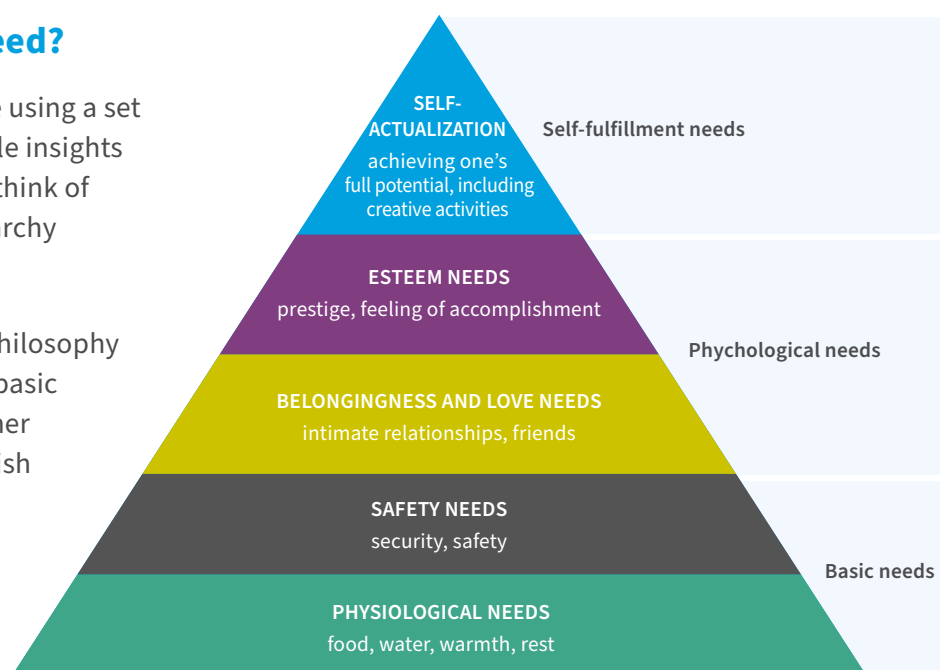 eed?
e using a set
le insights
think of
archy
hilosophy
basic
her
ish
SELF-
ACTUALIZATION
achieving one’s
full potential, including
creative activities
Self-fulfillment needs
ESTEEM NEEDS
prestige, feeling of accomplishment
Phychological needs
BELONGINGNESS AND LOVE NEEDS
intimate relationships, friends
SAFETY NEEDS
security, safety
Basic needs
PHYSIOLOGICAL NEEDS
food, water, warmth, rest